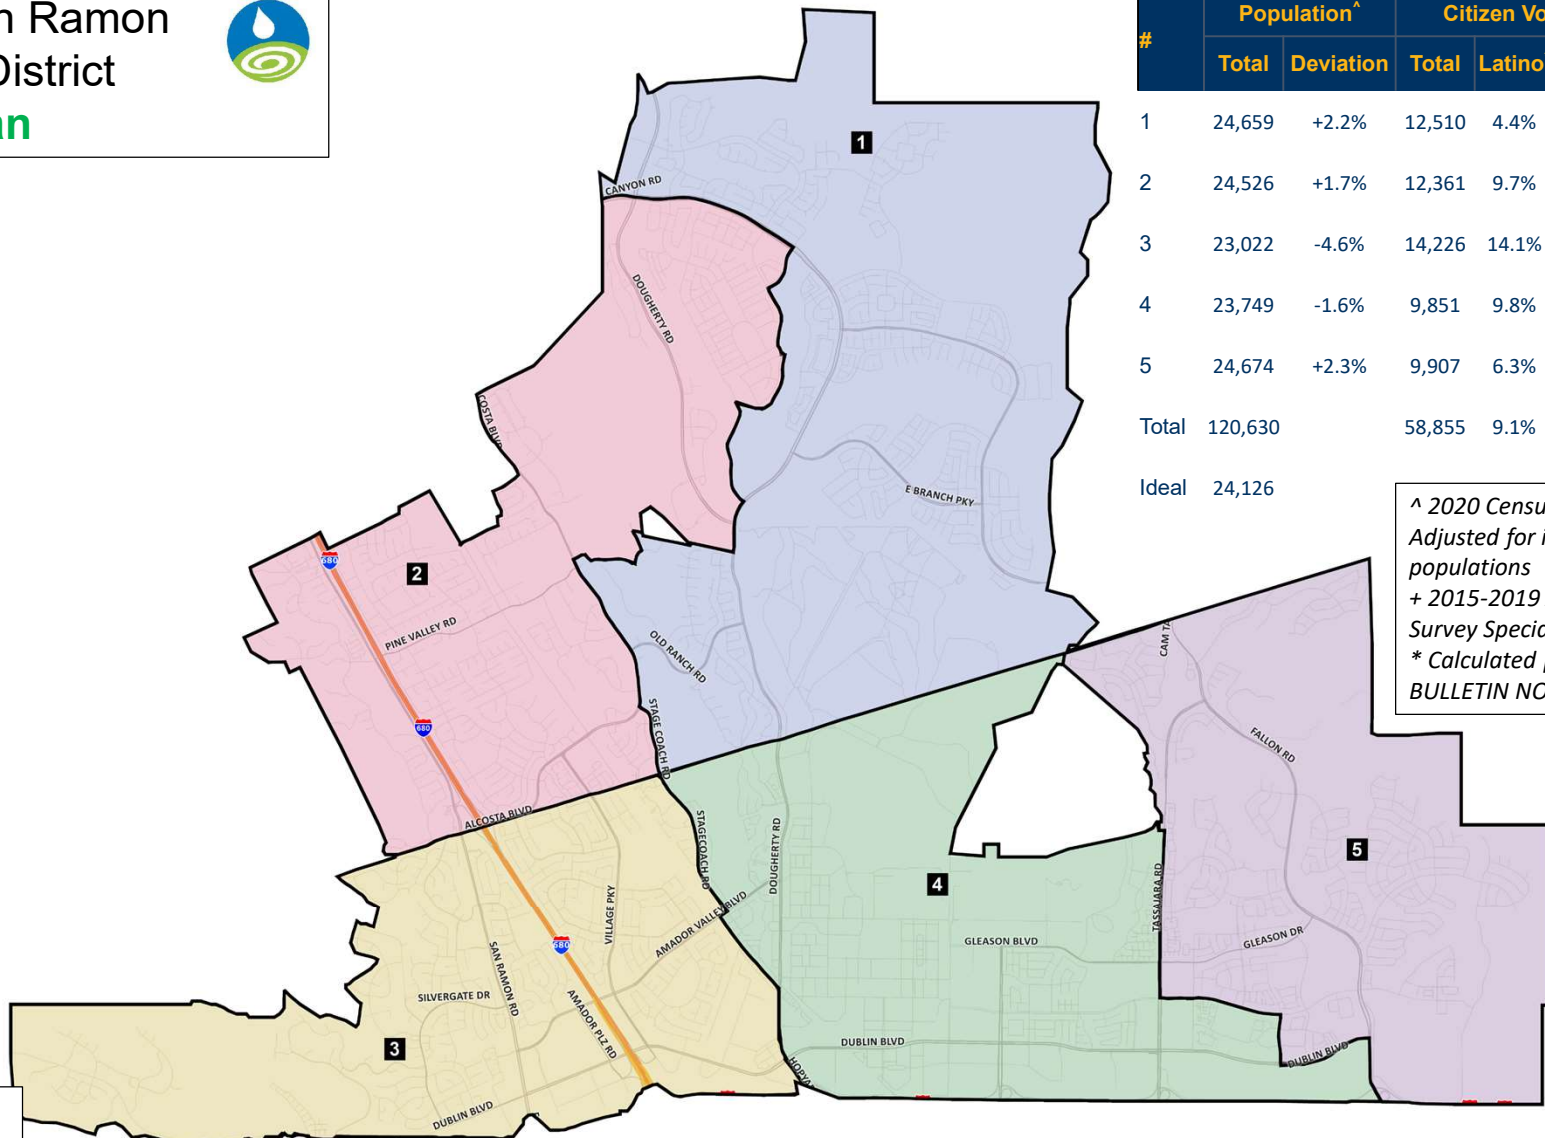 n Ramon
District
an
# Population^ Citizen Vo
Total Deviation Total Latino
1 24,659 +2.2% 12,510 4.4%
2 24,526 +1.7% 12,361 9.7%
3 23,022 -4.6% 14,226 14.1%
4 23,749 -1.6% 9,851 9.8%
5 24,674 +2.3% 9,907 6.3%
Total 120,630 58,855 9.1%
Ideal 24,126
^ 2020 Censu
Adjusted for i
populations
+ 2015-2019
Survey Specia
* Calculated p
BULLETIN NO
1
CANYON RD
DOUGHERTY RD
COSTA BLVD
E BRANCH PKY
680
2
PINE VALLEY RD
OLD RANCH RD
CAM TA
STAGE COACH RD
680
FALLON RD
ALCOSTA BLVD
STAGECOACH RD
DOUGHERTY RD
5
4
TASSAJARA RD
VILLAGE PKY
AMADOR VALLEY BLVD
680
GLEASON BLVD
GLEASON DR
SAN RAMON RD
SILVERGATE DR
AMADOR PLZ RD
3
DUBLIN BLVD
DUBLIN BLVD
HOPYA
DUBLIN BLVD